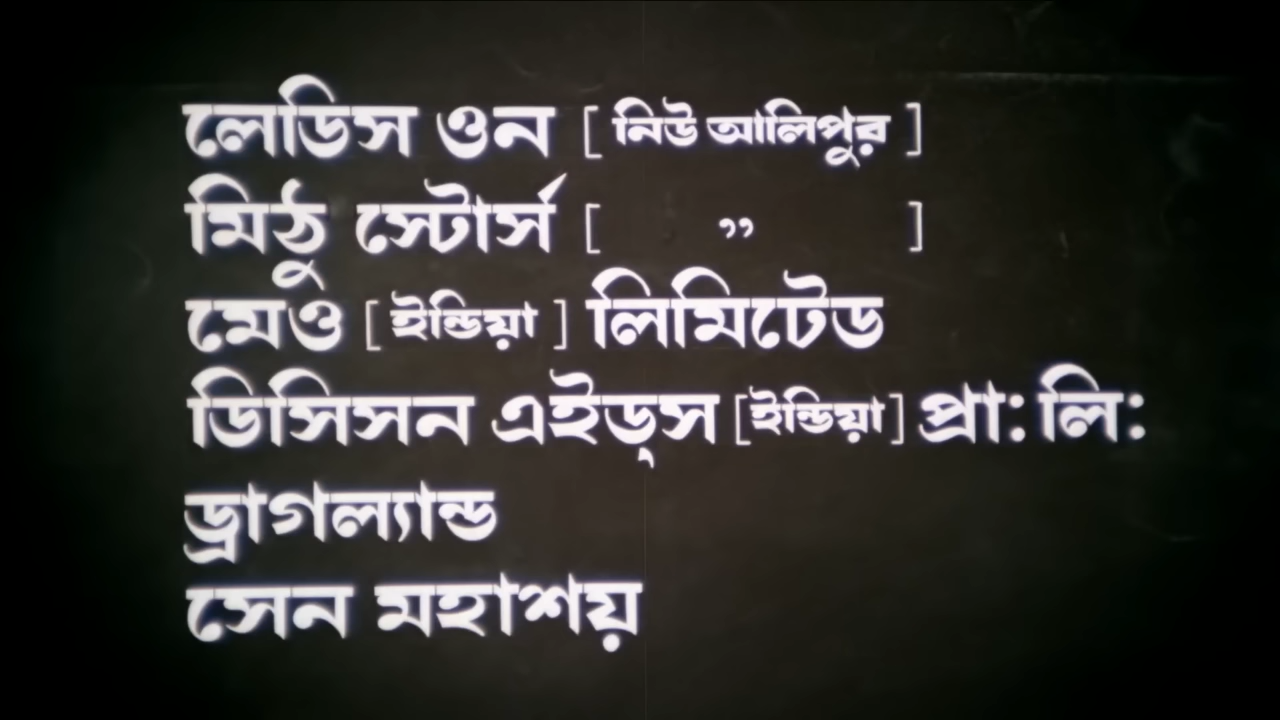 লেডিস ওন [ নিউ আলিপুর ]
মিঠু স্টোর্স [ ” ]
মেও [ ইন্ডিয়া ] লিমিটেড
ডিসিসন এইড্স [ইন্ডিয়া] প্রা: লি:
ড্রাগল্যান্ড
সেন মহাশয়